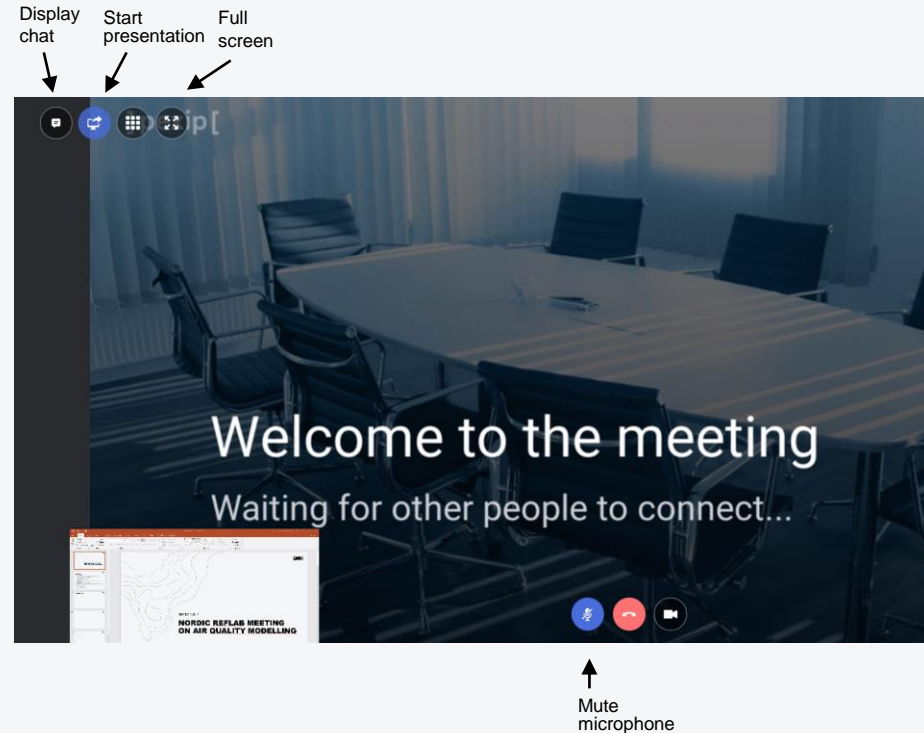 Display
chat
Start
presentation
Full
screen
ip[
Welcome to the meeting
Waiting for other people to connect...
NORDIC REFLAB MEETING
ON AIR QUALITY MODELLING
Mute
microphone